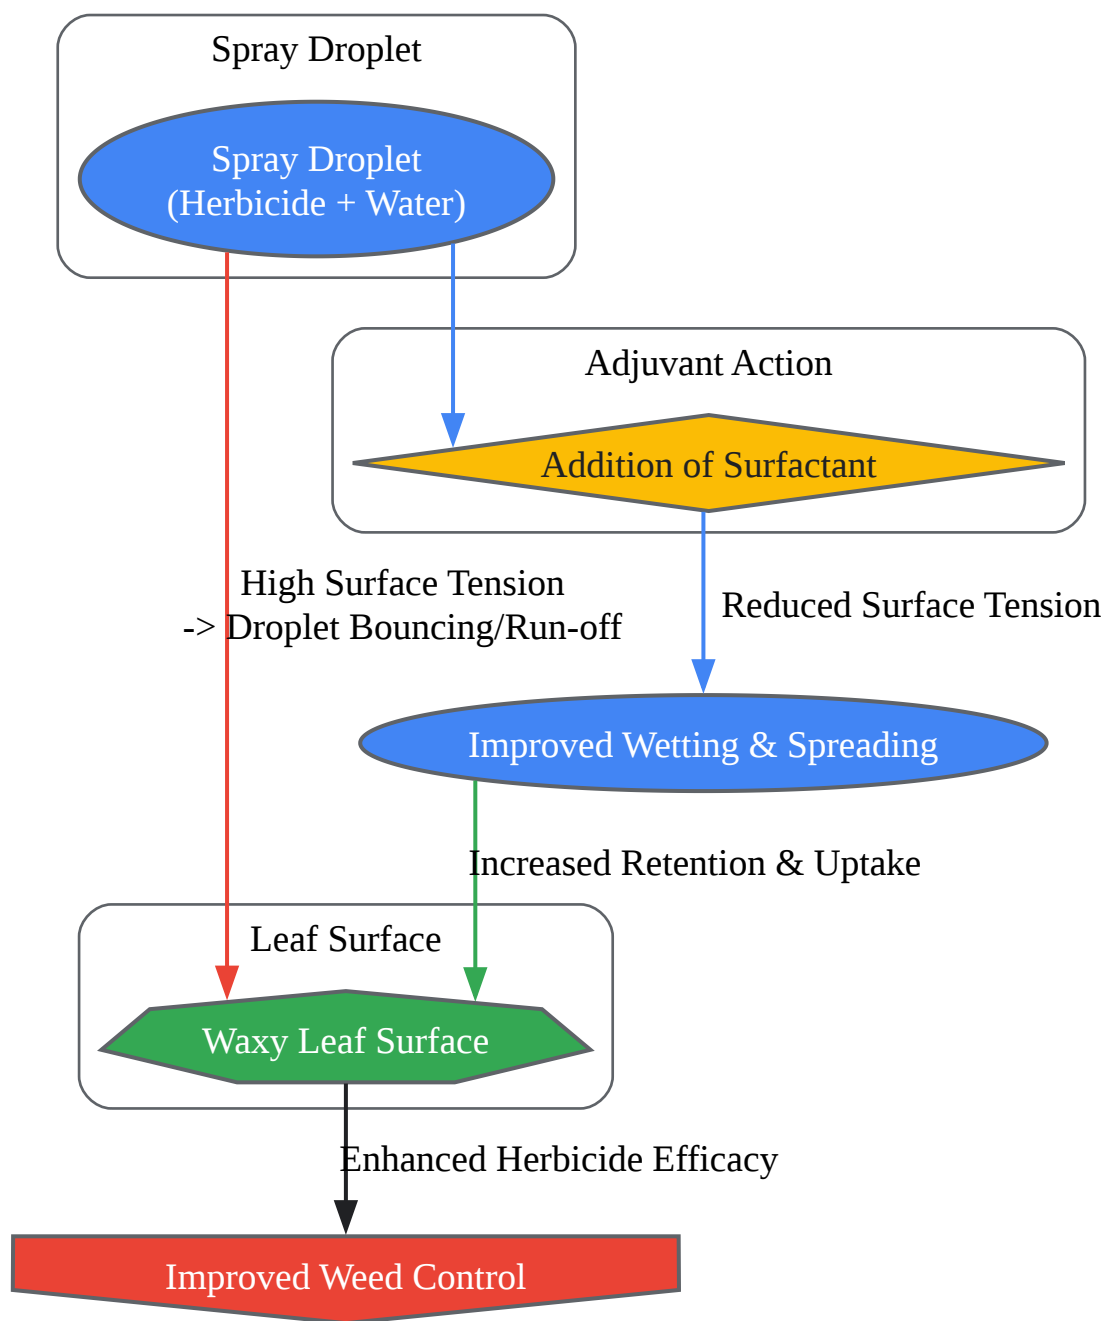 Spray Droplet
Spray Droplet
(Herbicide + Water)
Adjuvant Action
Addition of Surfactant
High Surface Tension
-> Droplet Bouncing/Run-off
Reduced Surface Tension
Improved Wetting & Spreading
Increased Retention & Uptake
Leaf Surface
Waxy Leaf Surface
Enhanced Herbicide Efficacy
Improved Weed Control